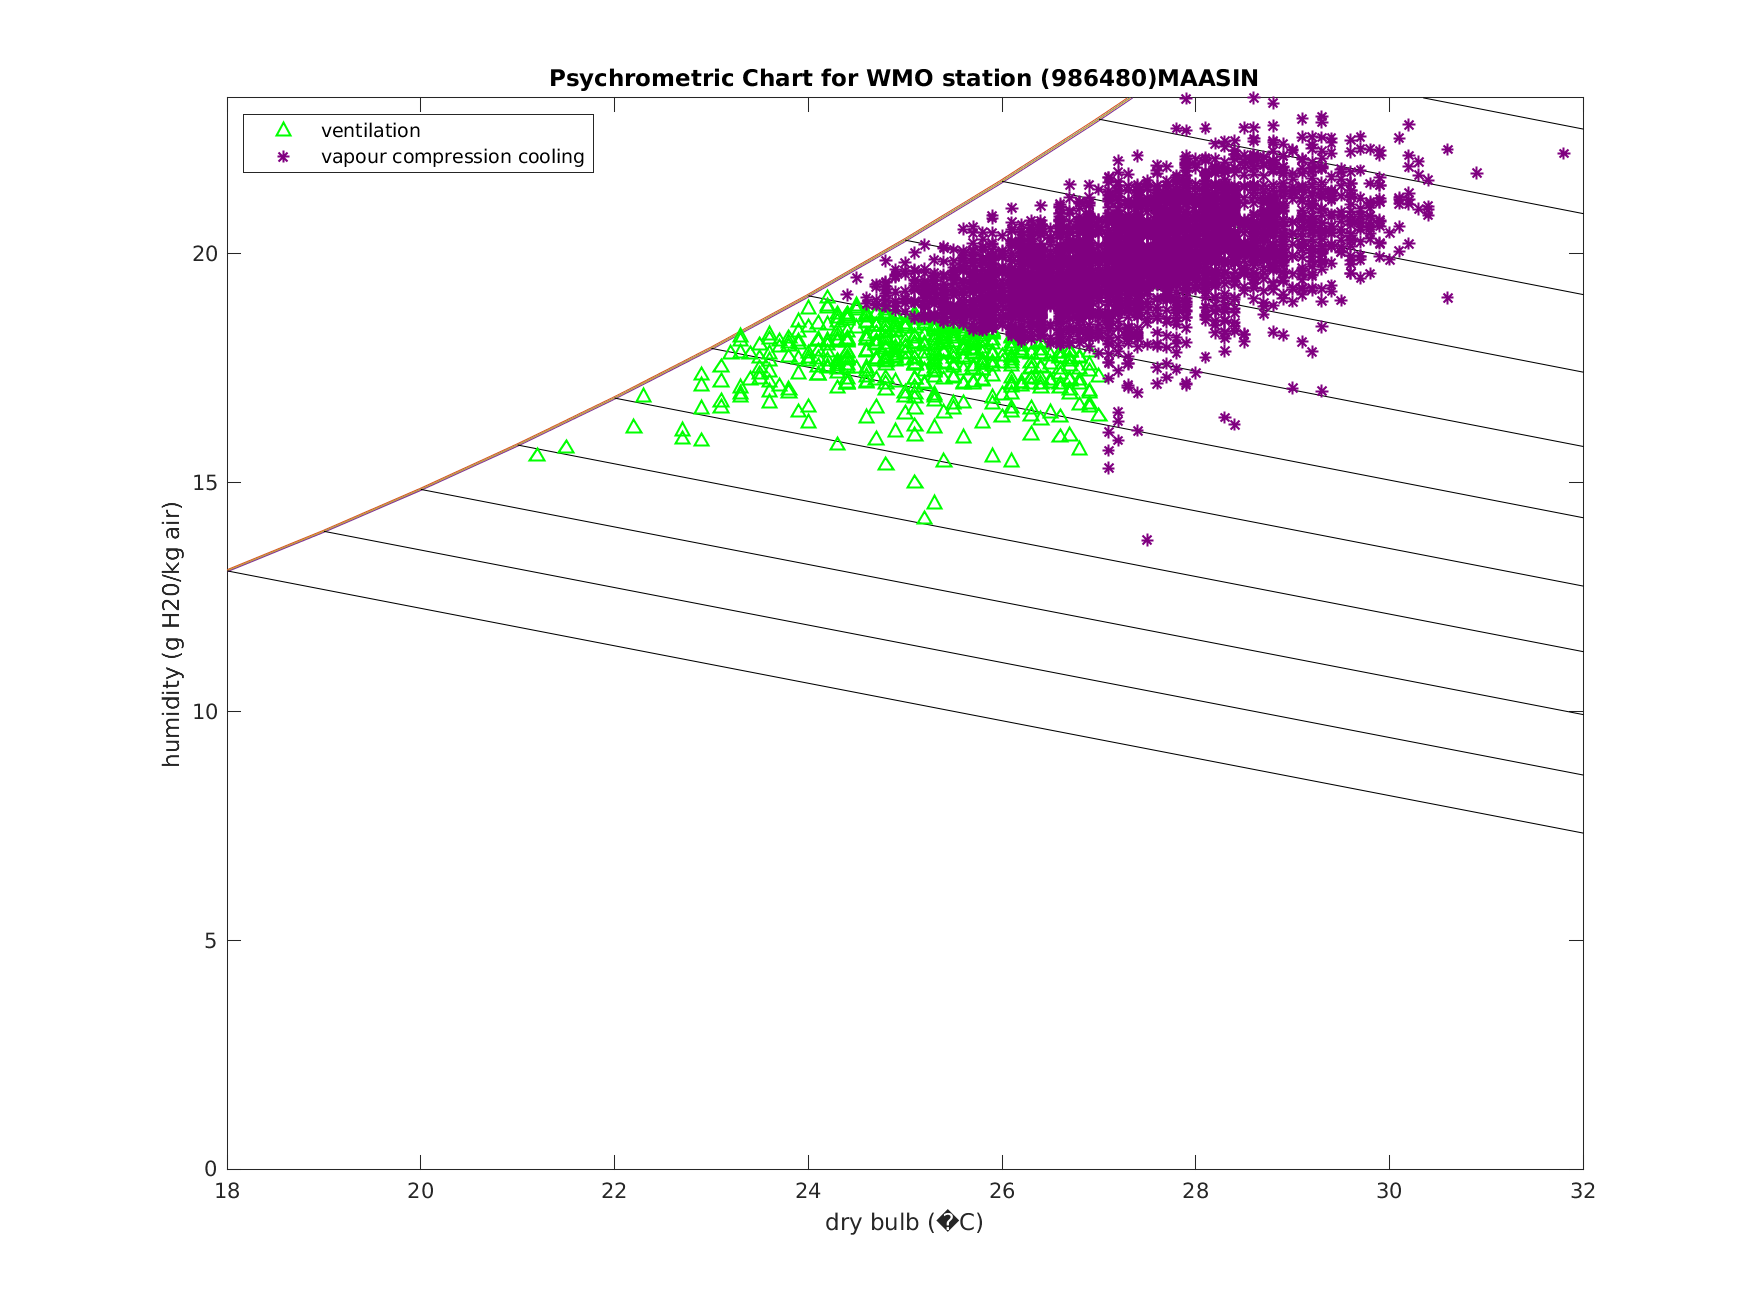 Psychrometric Chart for WMO station (986480)MAASIN
ventilation
vapour compression cooling
humidity (g H20/kg air)
20
15
10
5
0
18 20 22 24 26 28 30 32
dry bulb (�C)